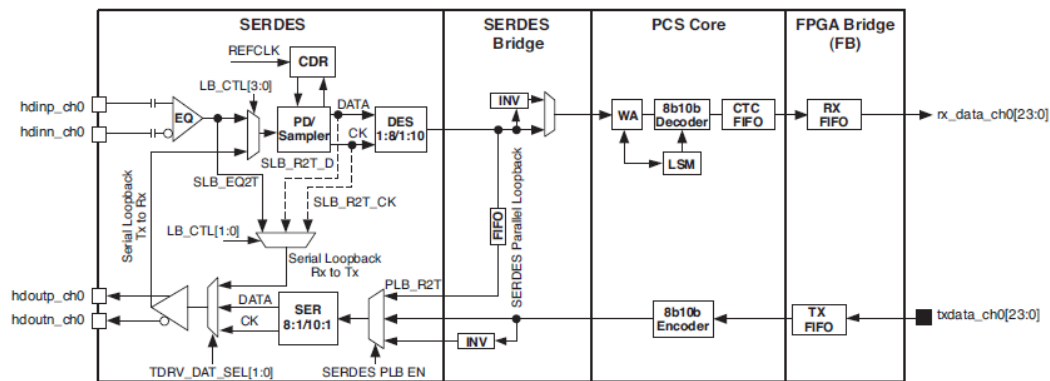 SERDES
SERDES
Bridge
PCS Core
FPGA Bridge
(FB)
REFCLK
CDR
LB_CTL[3:0]
hdinp_ch0
EQ
hdinn_ch0
PD/
Sampler
DATA
CK
DES
1:8/1:10
INV
WA
8b10b
Decoder
CTC
FIFO
RX
FIFO
rx_data_ch0[23:0]
LSM
SLB_R2T_D
SLB_EQ2T
SLB_R2T_CK
Serial Loopback
Tx to Rx
LB_CTL[1:0]
FIFO
SERDES Parallel Loopback
Serial Loopback
Rx to Tx
PLB_R2T
hdoutp_ch0
hdoutn_ch0
DATA
CK
SER
8:1/10:1
INV
8b10b
Encoder
TX
FIFO
txdata_ch0[23:0]
TDRV_DAT_SEL[1:0]
SERDES PLB EN